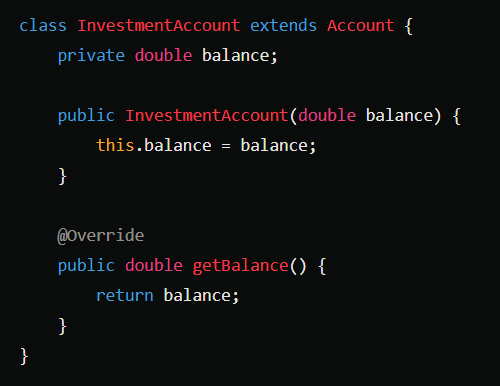 class InvestmentAccount extends Account {
    private double balance;

    public InvestmentAccount(double balance) {
        this.balance = balance;
    }

    @Override
    public double getBalance() {
        return balance;
    }
}